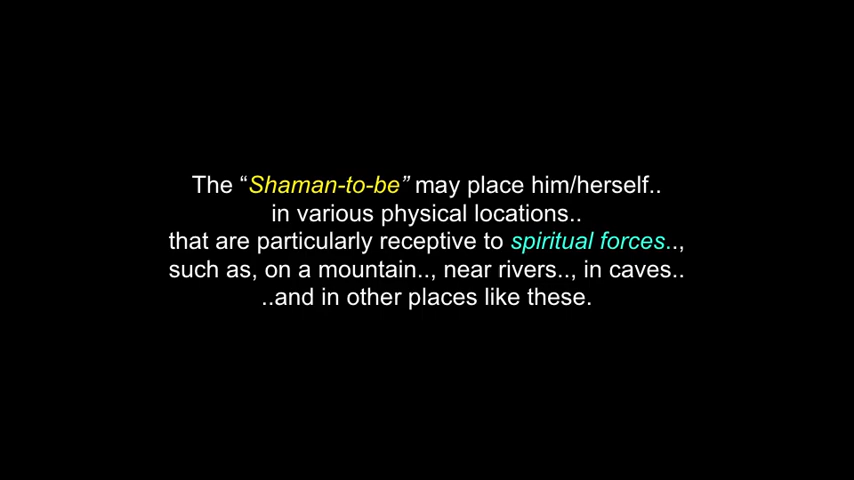 The “Shaman-to-be” may place him/herself..
in various physical locations..
that are particularly receptive to spiritual forces..,
such as, on a mountain.., near rivers.., in caves..
..and in other places like these.